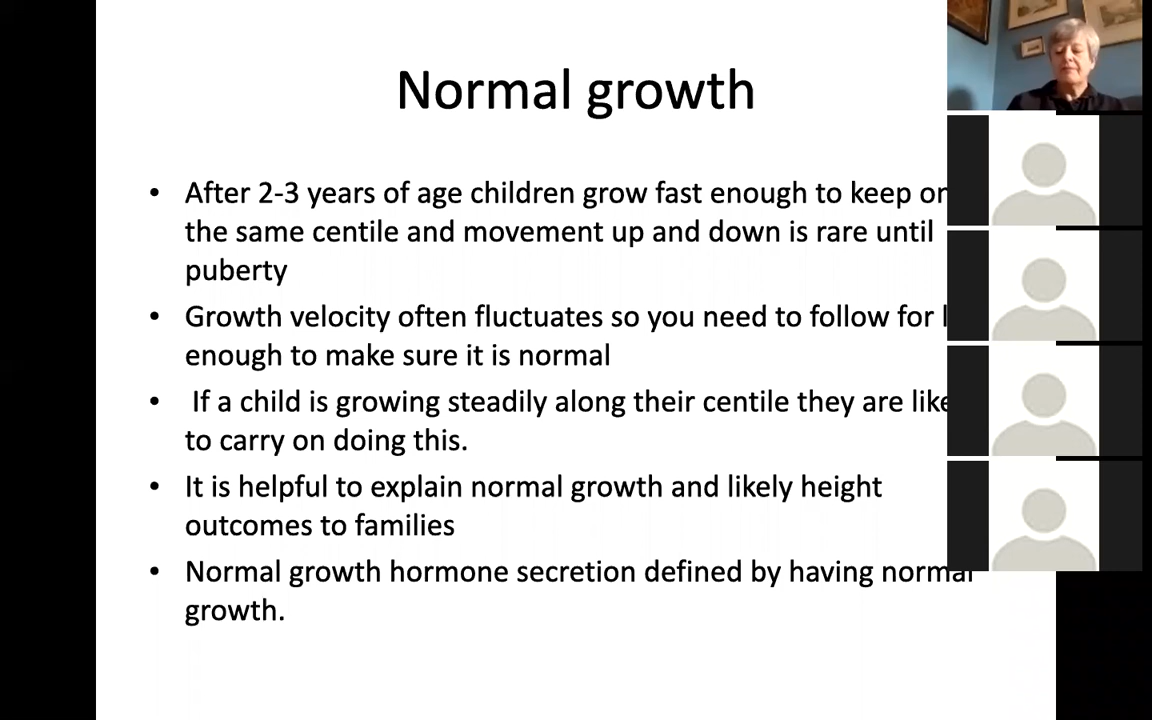 Normal growth
• After 2-3 years of age children grow fast enough to keep on
the same centile and movement up and down is rare until
puberty
• Growth velocity often fluctuates so you need to follow for
enough to make sure it is normal
• If a child is growing steadily along their centile they are
to carry on doing this.
• It is helpful to explain normal growth and likely height
outcomes to families
• Normal growth hormone secretion defined by having normal
growth.